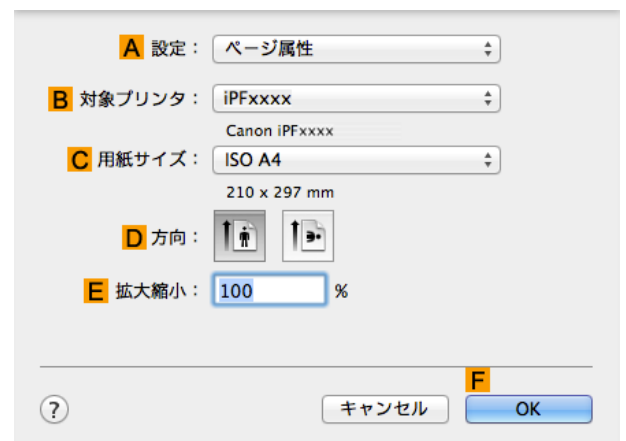 A 設定： ページ属性
B 対象プリンタ： iPFxxxx
Canon iPFxxxx
C 用紙サイズ： ISO A4
210 x 297 mm
D 方向：
E 拡大縮小： 100 %
F
? キャンセル OK